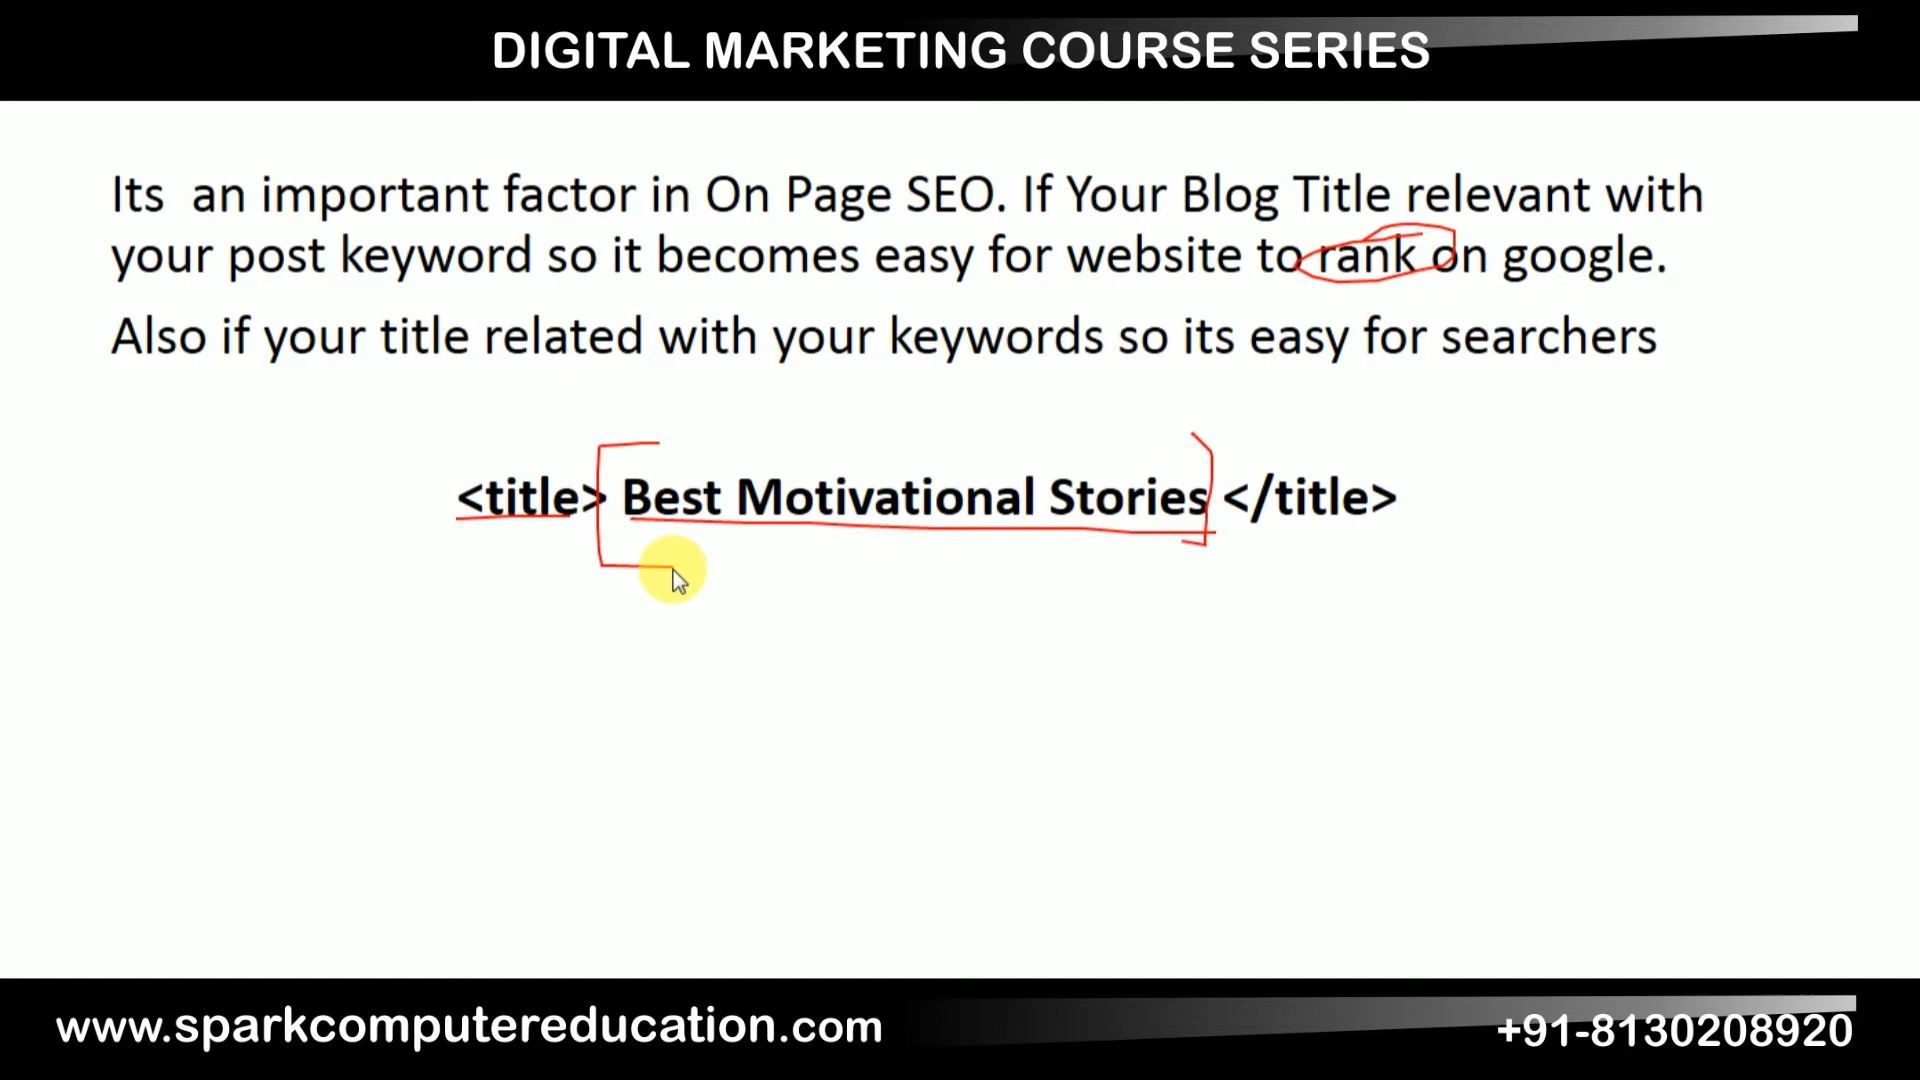 DIGITAL MARKETING COURSE SERIES
Its an important factor in On Page SEO. If Your Blog Title relevant with
your post keyword so it becomes easy for website to rank on google.
Also if your title related with your keywords so its easy for searchers
<title> Best Motivational Stories </title>
www.sparkcomputereducation.com
+91-8130208920